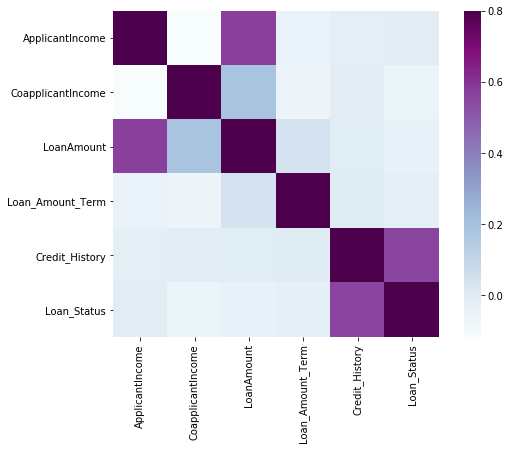 ApplicantIncome
CoapplicantIncome
LoanAmount
Loan_Amount_Term
Credit_History
Loan_Status
ApplicantIncome
CoapplicantIncome
LoanAmount
Loan_Amount_Term
Credit_History
Loan_Status
0.8
0.6
0.4
0.2
0.0